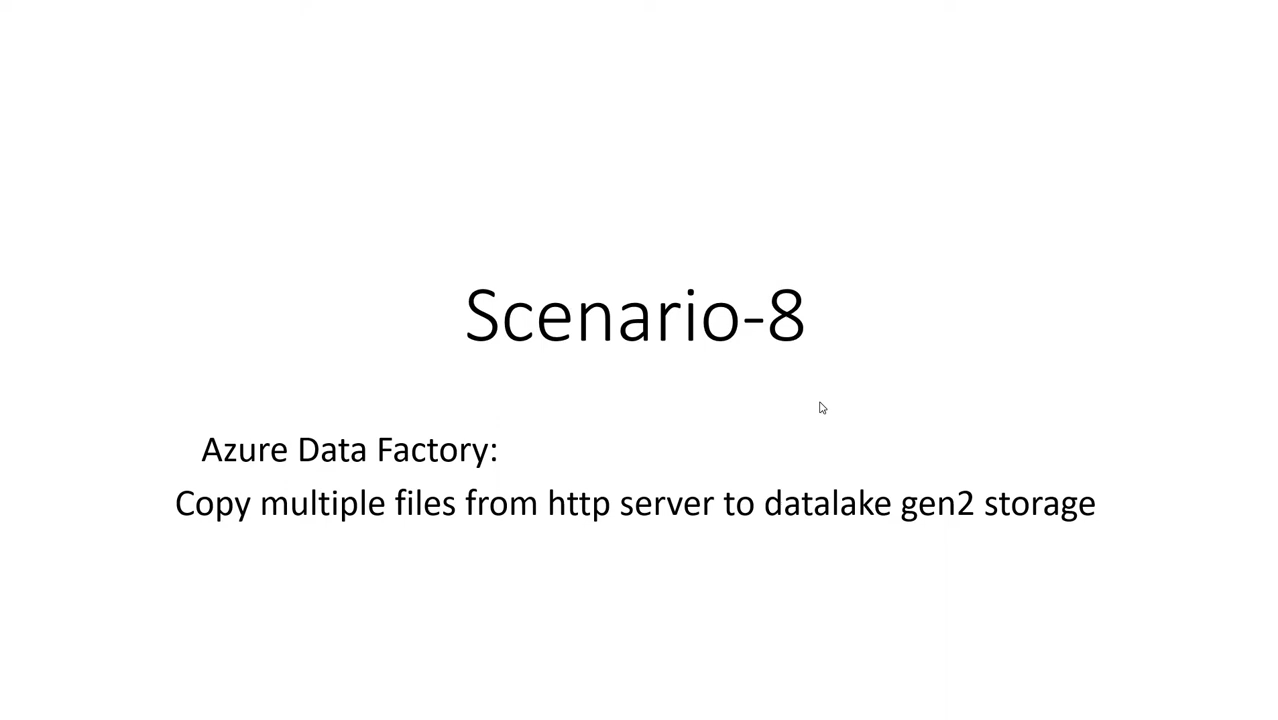 Scenario-8
Azure Data Factory:
Copy multiple files from http server to datalake gen2 storage